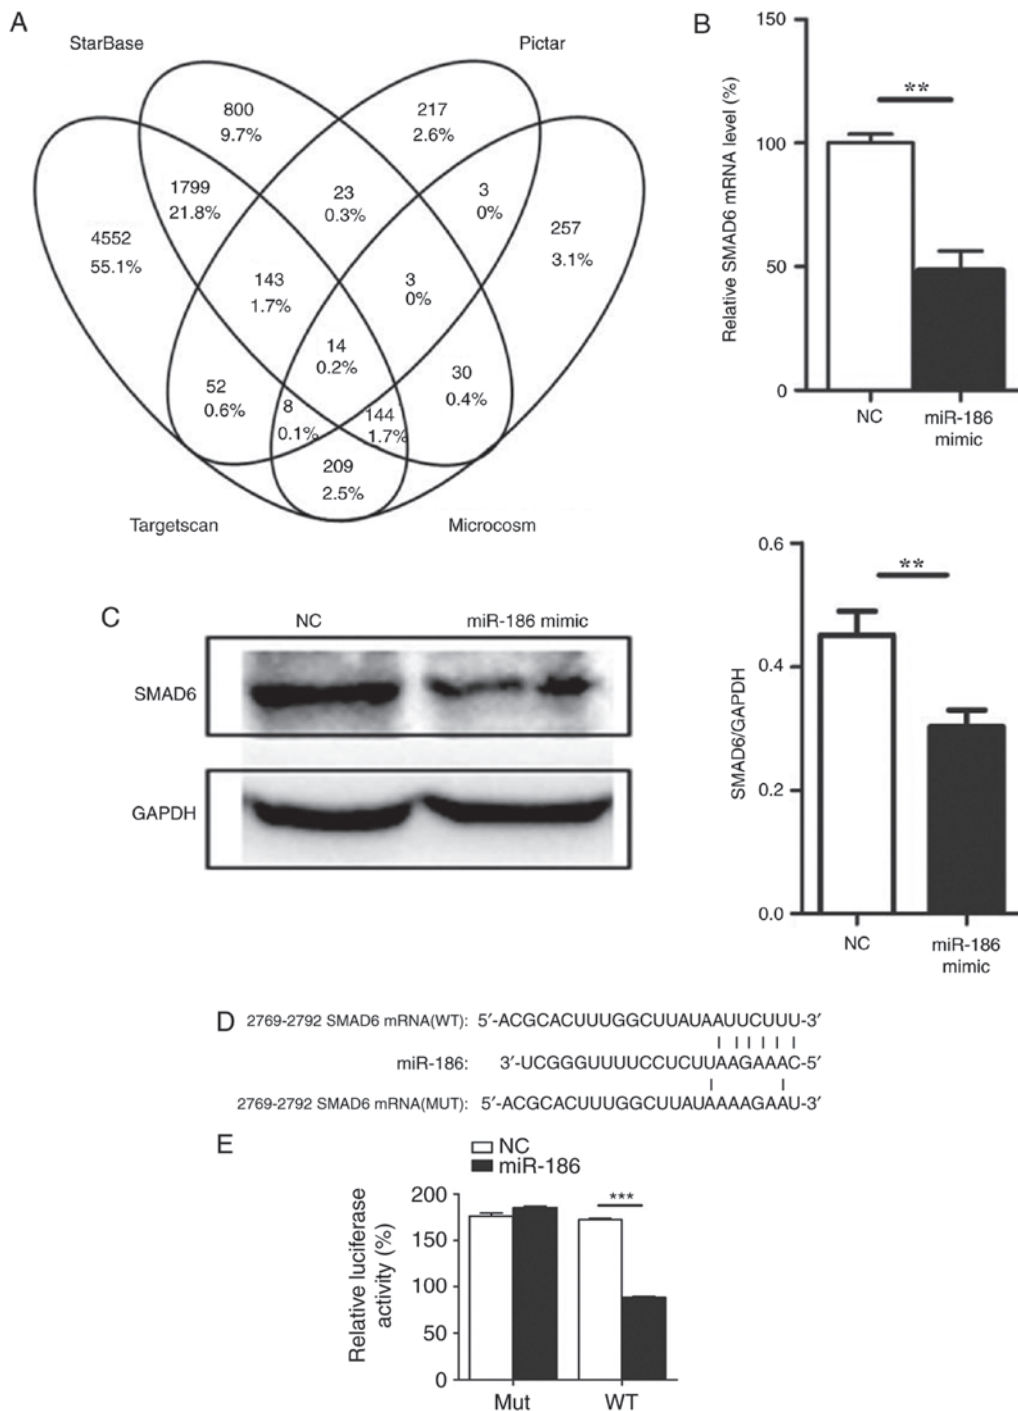 A
StarBase
Pictar
800
9.7%
217
2.6%
1799
21.8%
23
0.3%
3
0%
4552
55.1%
257
3.1%
143
1.7%
3
0%
14
0.2%
52
0.6%
30
0.4%
8
0.1%
144
1.7%
209
2.5%
Targetscan
Microcosm
B
Relative SMAD6 mRNA level (%)
150
100
50
0
**
NC
miR-186
mimic
C
NC
miR-186 mimic
SMAD6
GAPDH
SMAD6/GAPDH
0.6
0.4
0.2
0.0
**
NC
miR-186
mimic
D
2769-2792 SMAD6 mRNA(WT): 5′-ACGCACUUUGGCUUAUAAUUCUUU-3′
miR-186: 3′-UCGGGUUUUCCUCUUAAGAAAC-5′
2769-2792 SMAD6 mRNA(MUT): 5′-ACGCACUUUGGCUUAUAAAAGAAU-3′
E
NC
miR-186
Relative luciferase
activity (%)
200
150
100
50
0
***
Mut
WT